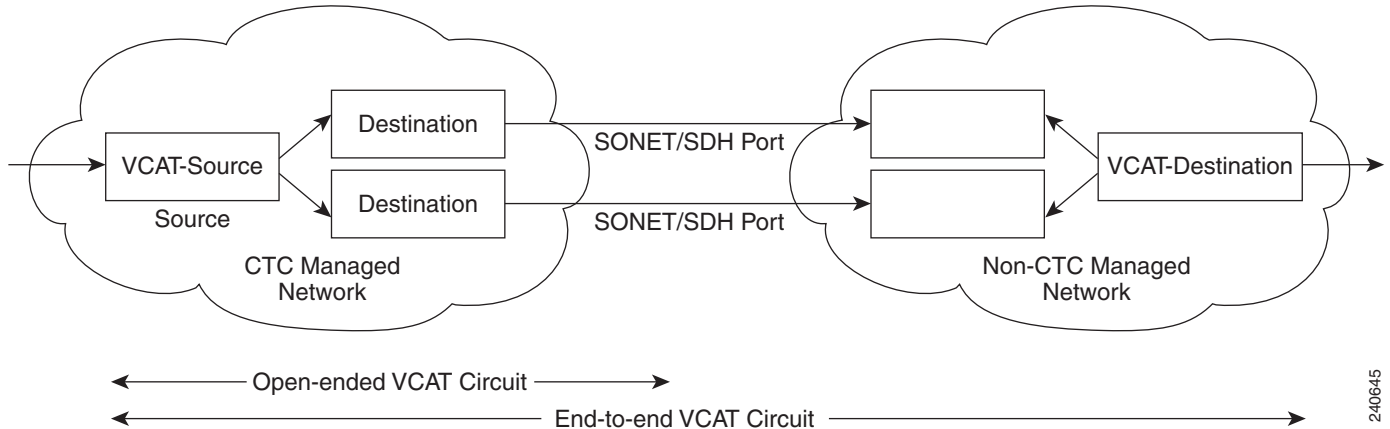 Destination
SONET/SDH Port
VCAT-Source
VCAT-Destination
Source
Destination
SONET/SDH Port
CTC Managed
Network
Non-CTC Managed
Network
Open-ended VCAT Circuit
End-to-end VCAT Circuit
240645